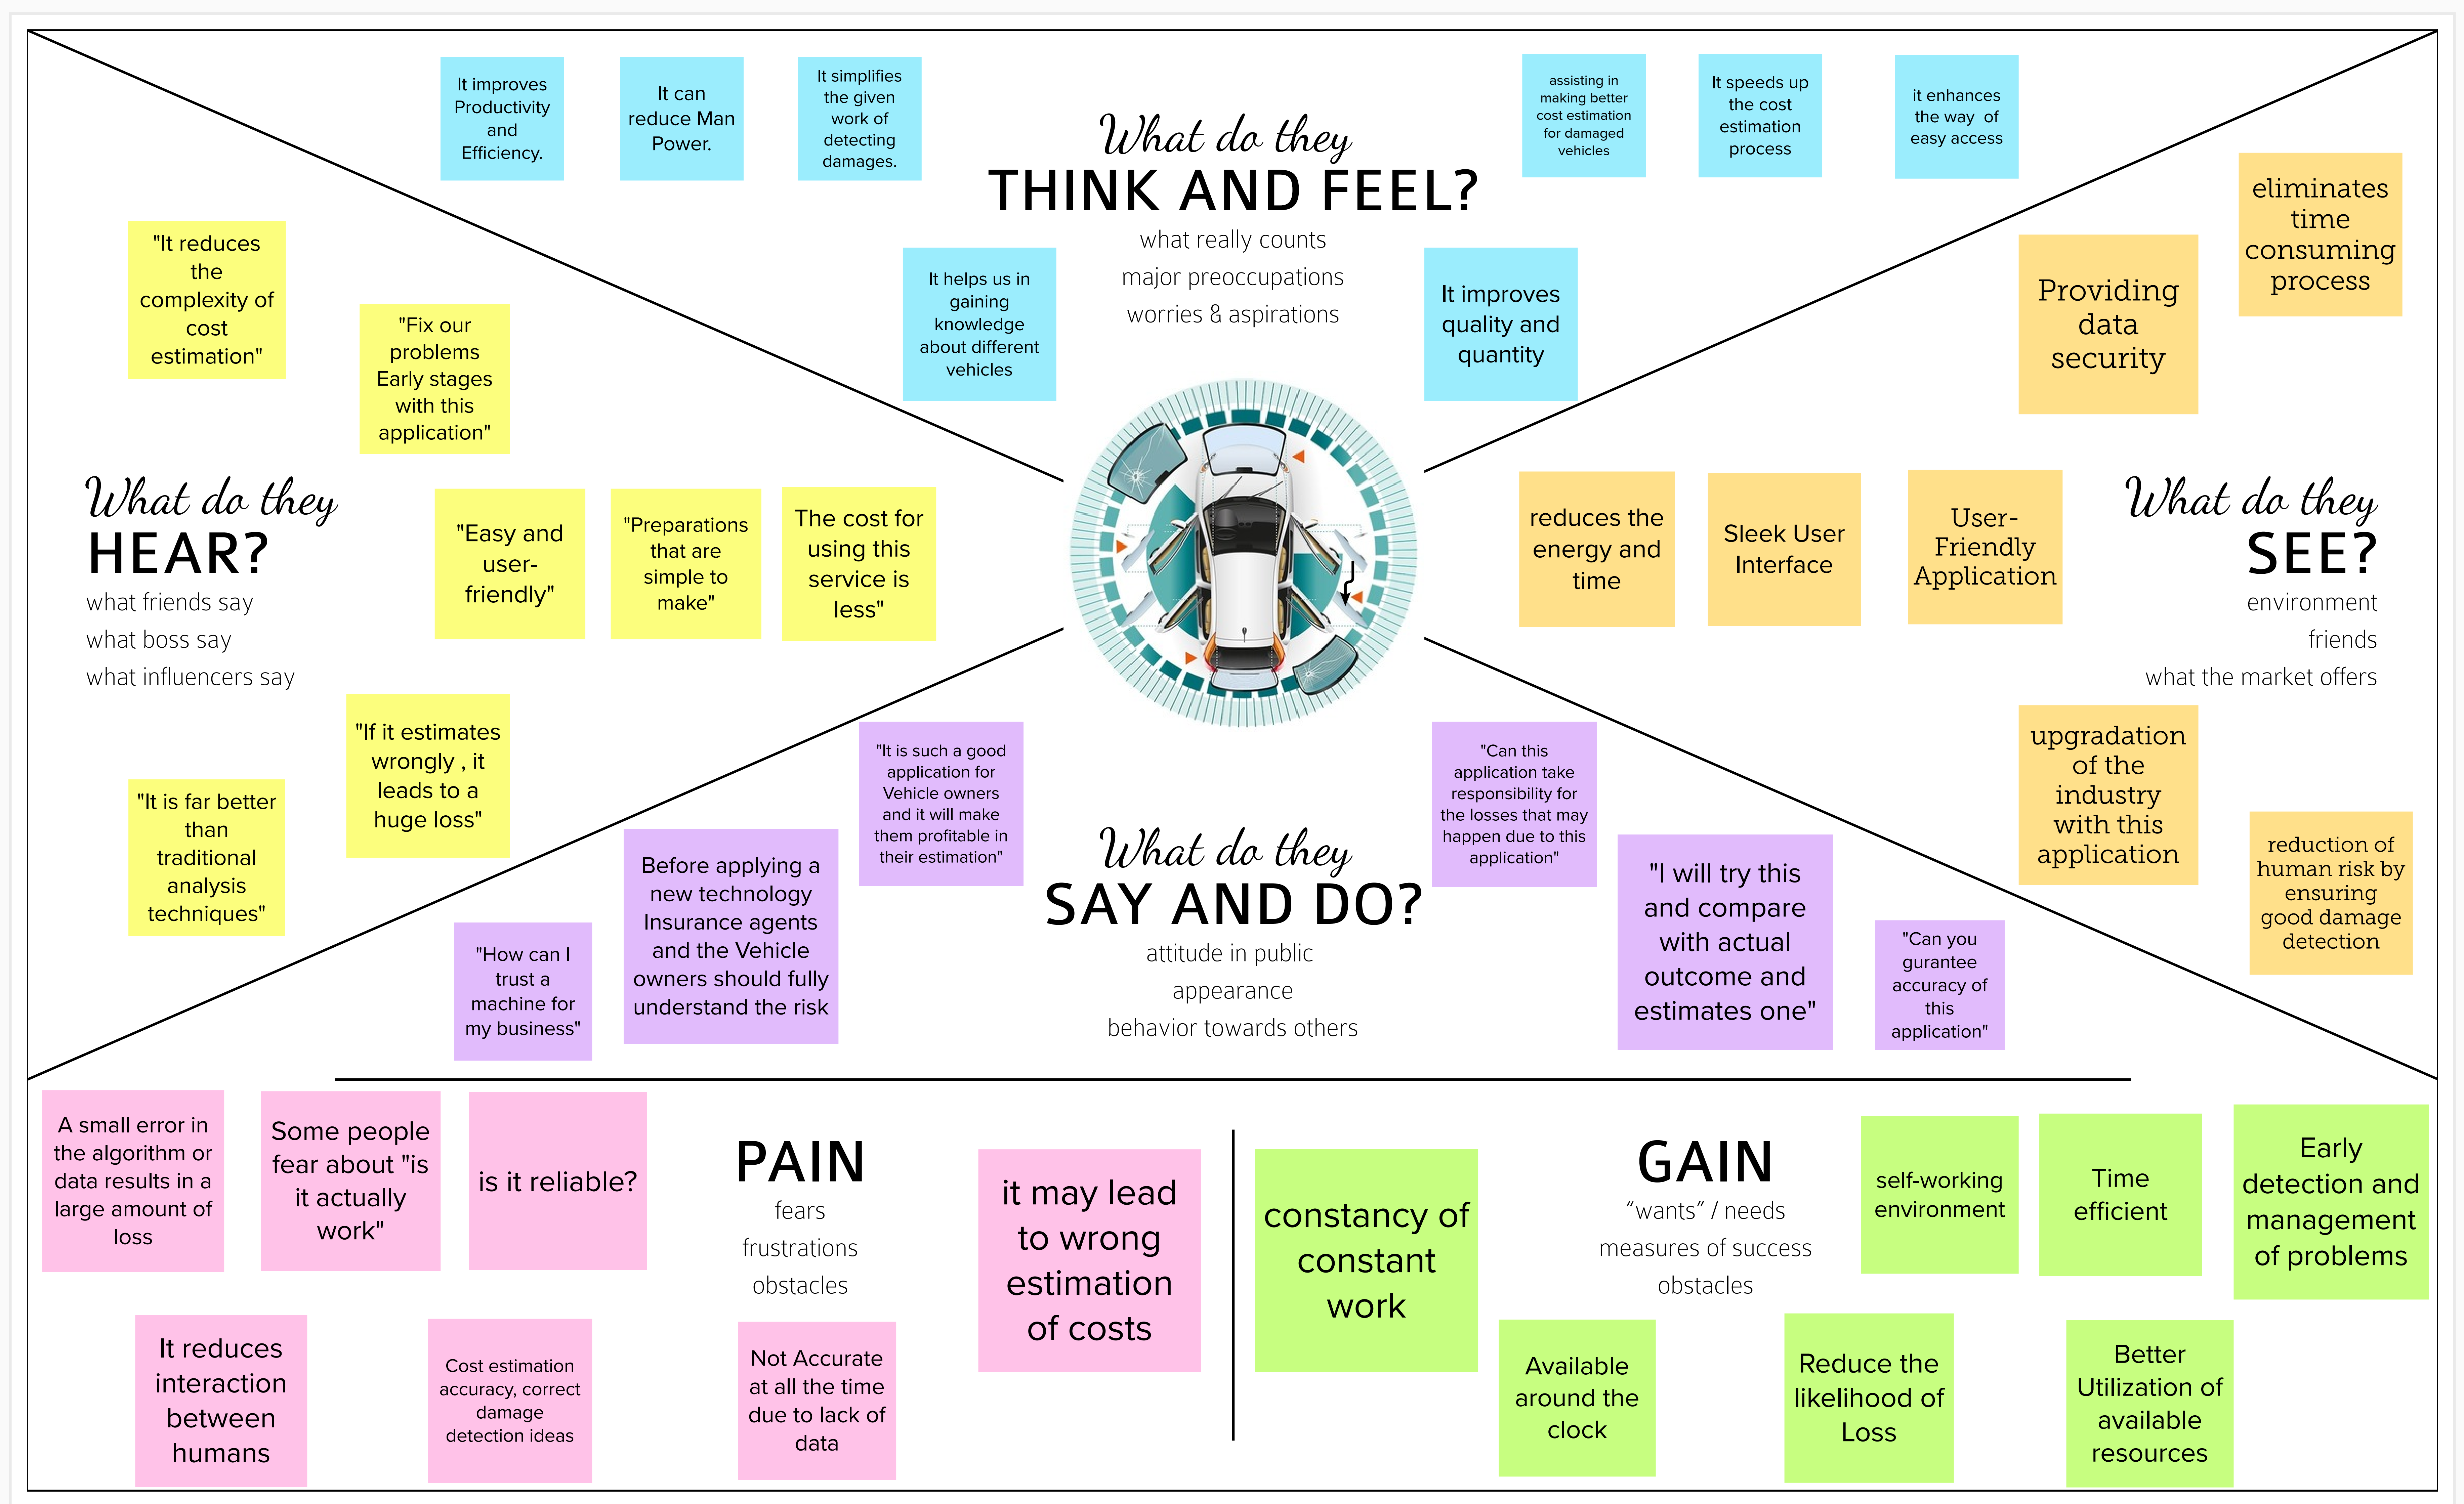 It improves
Productivity
and
Efficiency.
It can
reduce Man
Power.
It simplifies
the given
work of
detecting
damages.
What do they
THINK AND FEEL?
what really counts
major preoccupations
worries & aspirations
assisting in
making better
cost estimation
for damaged
vehicles
It speeds up
the cost
estimation
process
it enhances
the way  of
easy access
It helps us in
gaining
knowledge
about different
vehicles
It improves
quality and
quantity
"It reduces
the
complexity of
cost
estimation"
"Fix our
problems
Early stages
with this
application"
What do they
HEAR?
what friends say
what boss say
what influencers say
"Easy and
user-
friendly"
"Preparations
that are
simple to
make"
The cost for
using this
service is
less"
"If it estimates
wrongly , it
leads to a
huge loss"
"It is far better
than
traditional
analysis
techniques"
eliminates
time
consuming
process
Providing
data
security
reduces the
energy and
time
Sleek User
Interface
User-
Friendly
Application
What do they
SEE?
environment
friends
what the market offers
upgradation
of the
industry
with this
application
reduction of
human risk by
ensuring
good damage
detection
"It is such a good
application for
Vehicle owners
and it will make
them profitable in
their estimation"
Before applying a
new technology
Insurance agents
and the Vehicle
owners should fully
understand the risk
"How can I
trust a
machine for
my business"
What do they
SAY AND DO?
attitude in public
appearance
behavior towards others
"Can this
application take
responsibility for
the losses that may
happen due to this
application"
"I will try this
and compare
with actual
outcome and
estimates one"
"Can you
gurantee
accuracy of
this
application"
A small error in
the algorithm or
data results in a
large amount of
loss
Some people
fear about "is
it actually
work"
is it reliable?
PAIN
fears
frustrations
obstacles
it may lead
to wrong
estimation
of costs
It reduces
interaction
between
humans
Cost estimation
accuracy, correct
damage
detection ideas
Not Accurate
at all the time
due to lack of
data
constancy of
constant
work
GAIN
“wants” / needs
measures of success
obstacles
self-working
environment
Time
efficient
Early
detection and
management
of problems
Available
around the
clock
Reduce the
likelihood of
Loss
Better
Utilization of
available
resources